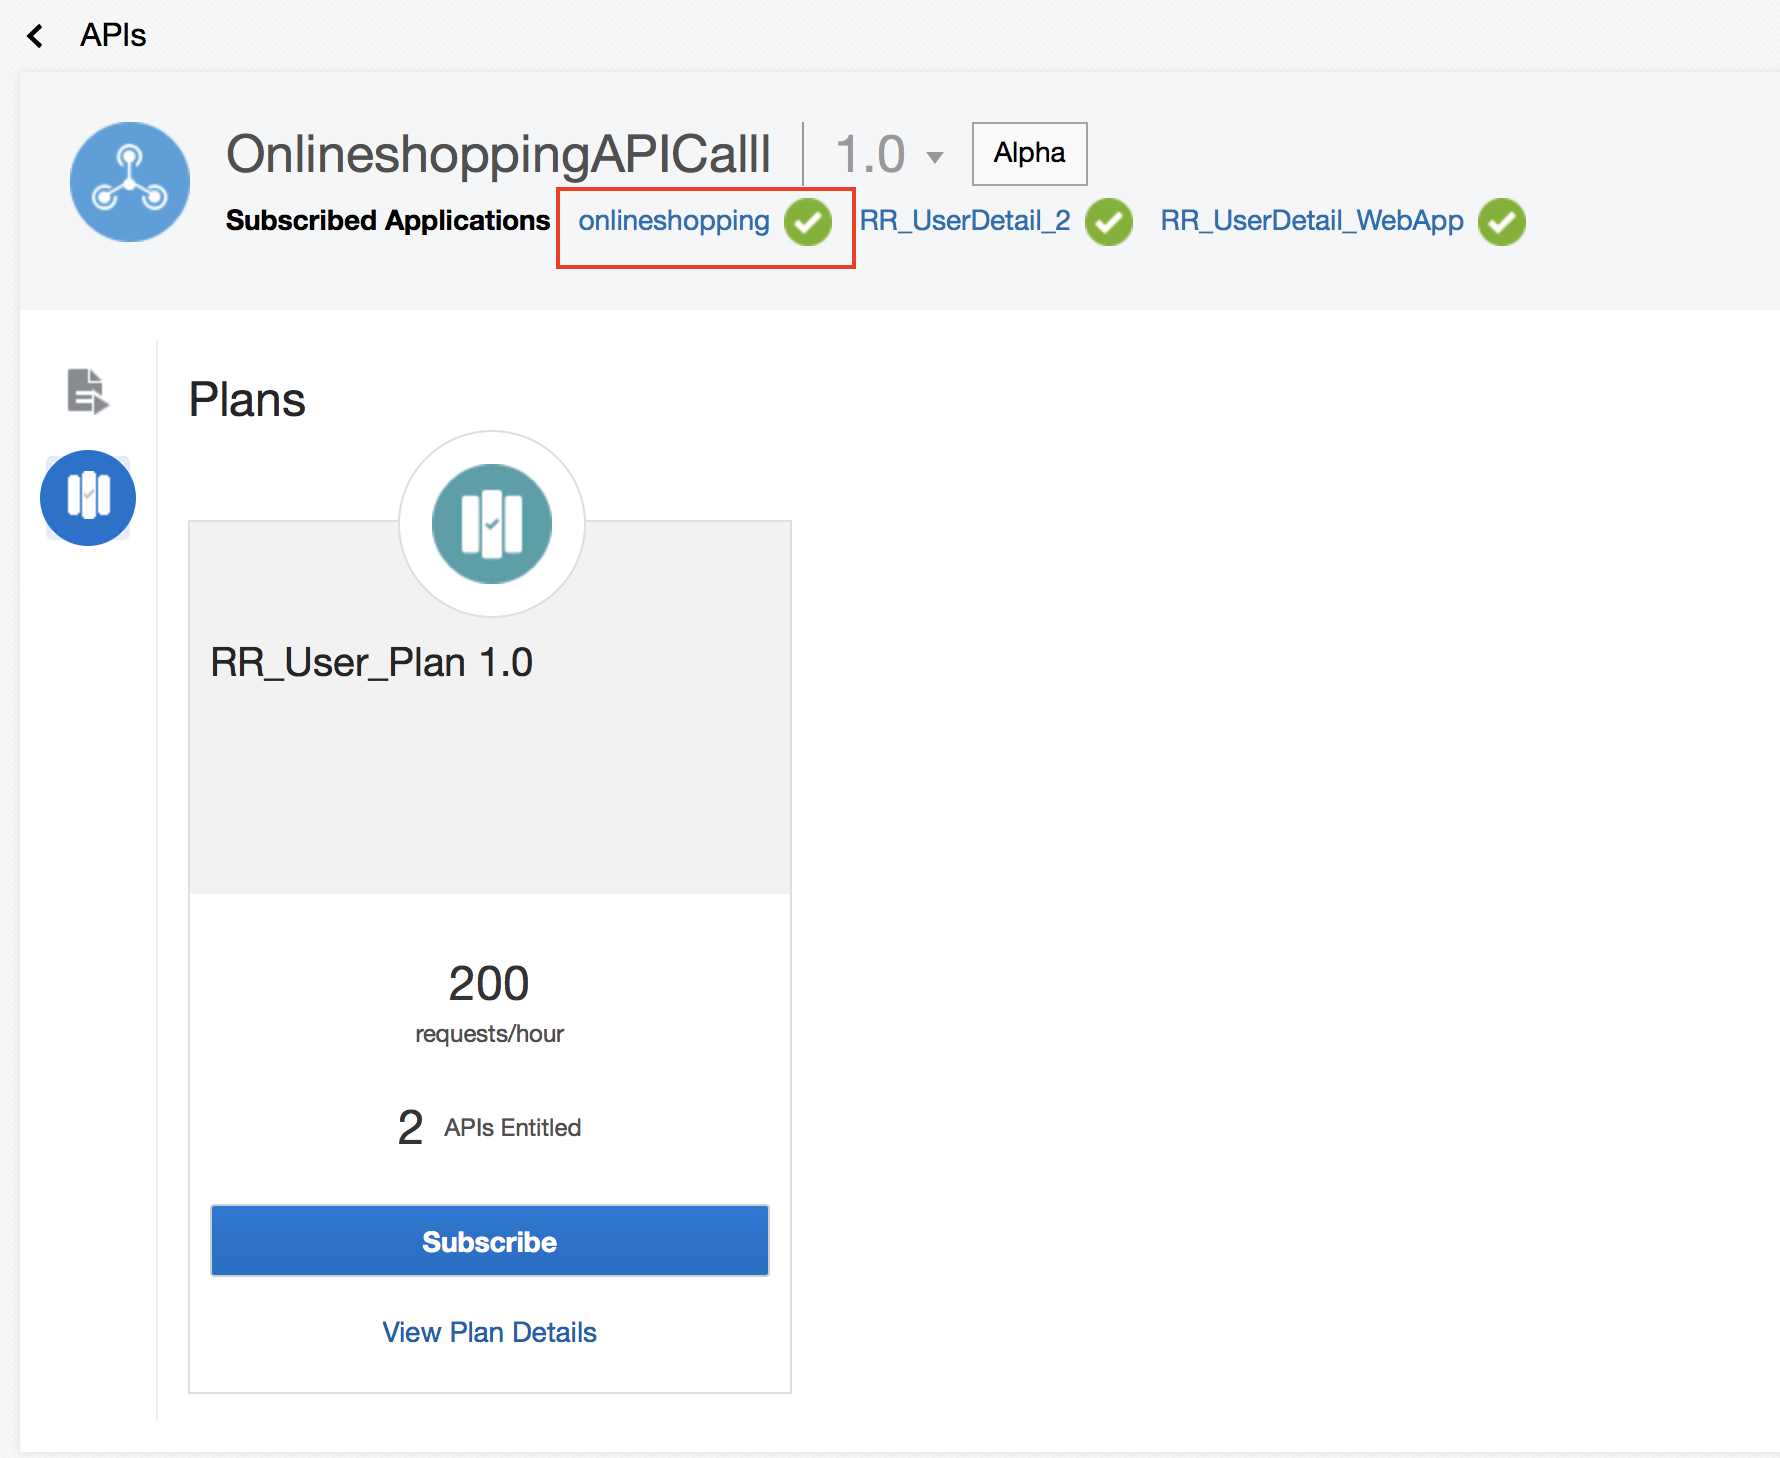 APIs
OnlineshoppingAPICalll 1.0 Alpha
Subscribed Applications onlineshopping RR_UserDetail_2 RR_UserDetail_WebApp
Plans
RR_User_Plan 1.0
200
requests/hour
2 APIs Entitled
Subscribe
View Plan Details